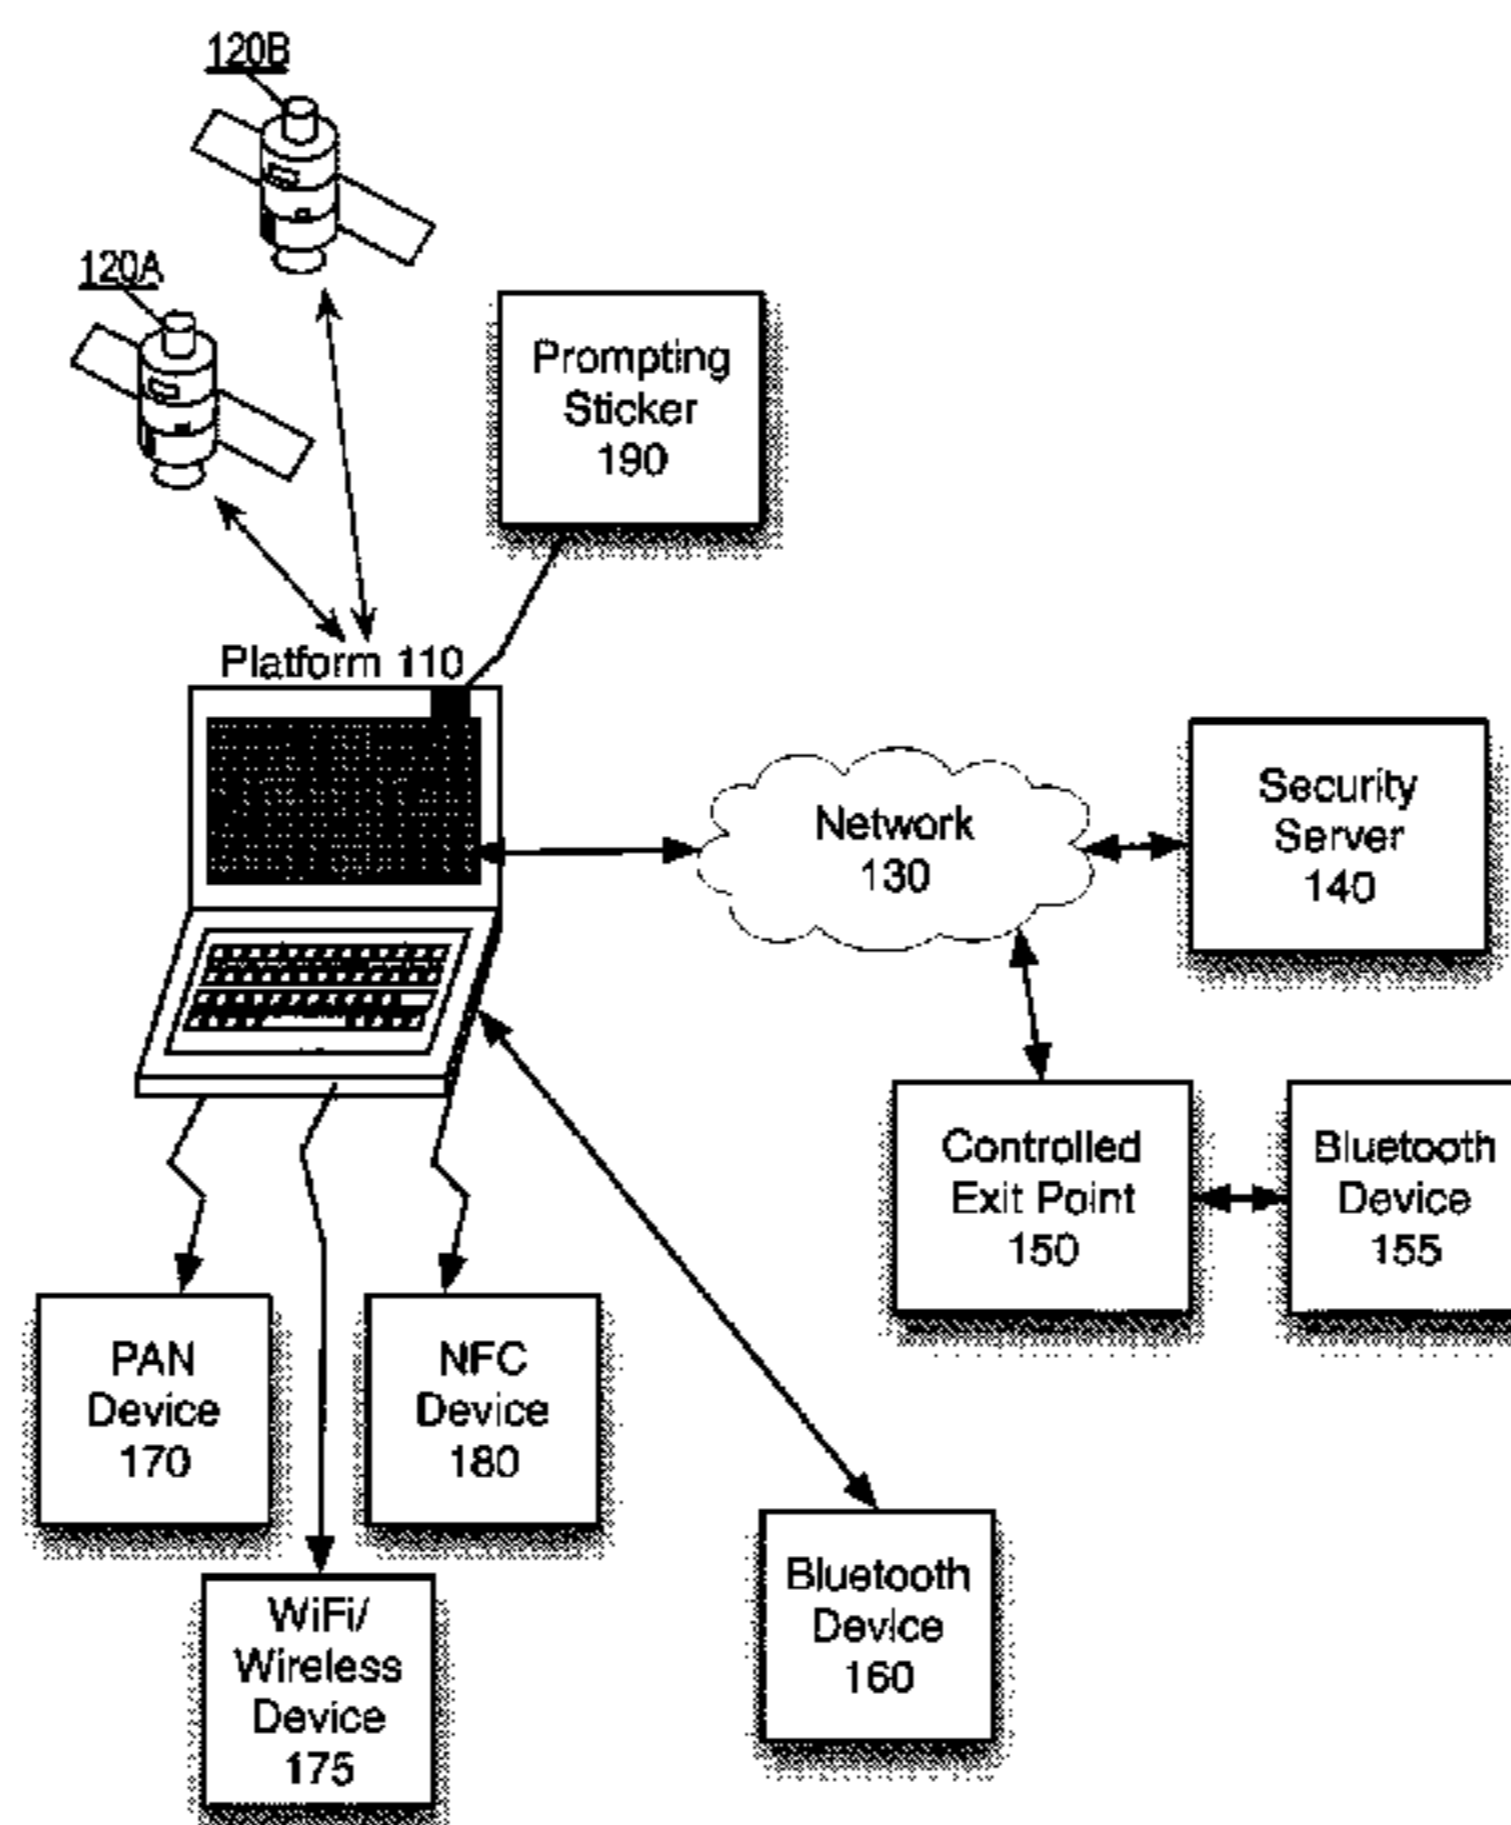 120B
120A
Prompting
Sticker
190
Platform 110
Network
130
Security
Server
140
Controlled
Exit Point
150
Bluetooth
Device
155
PAN
Device
170
NFC
Device
180
WiFi/
Wireless
Device
175
Bluetooth
Device
160